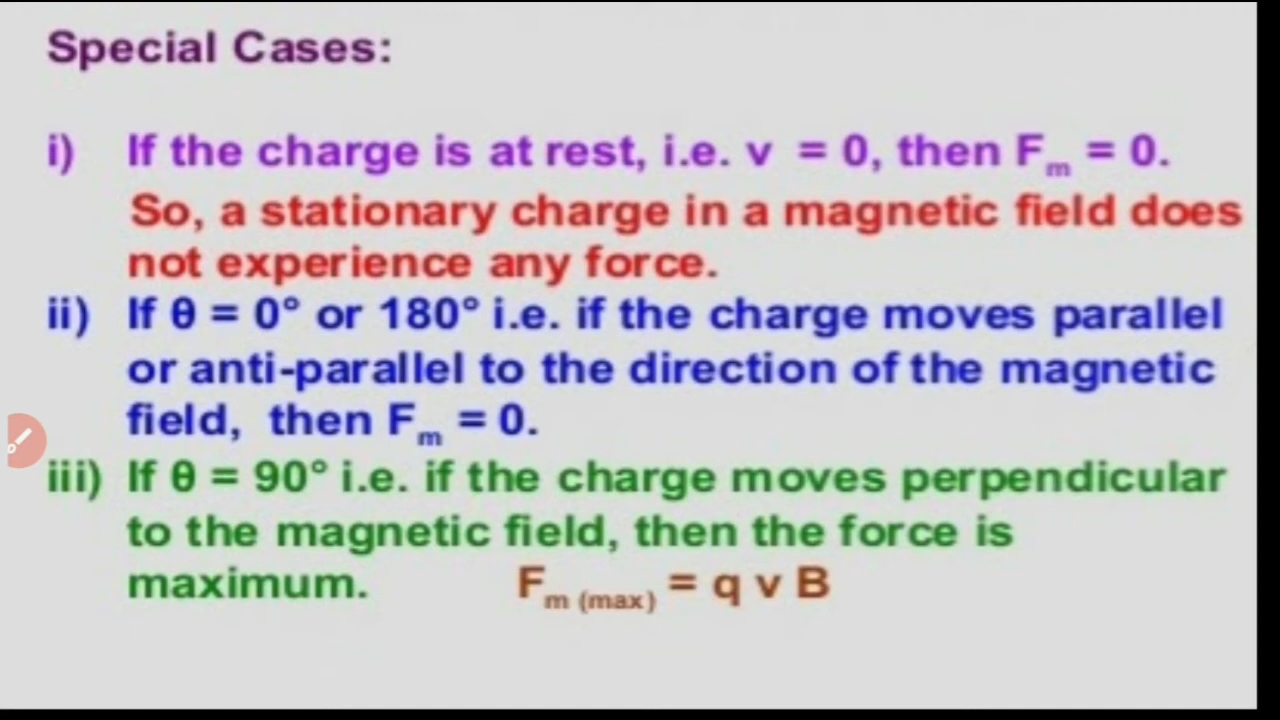 Special Cases:
i) If the charge is at rest, i.e. v = 0, then Fₘ = 0.
So, a stationary charge in a magnetic field does
not experience any force.
ii) If θ = 0° or 180° i.e. if the charge moves parallel
or anti-parallel to the direction of the magnetic
field, then Fₘ = 0.
iii) If θ = 90° i.e. if the charge moves perpendicular
to the magnetic field, then the force is
maximum. Fₘ ₍ₘₐₓ₎ = q v B